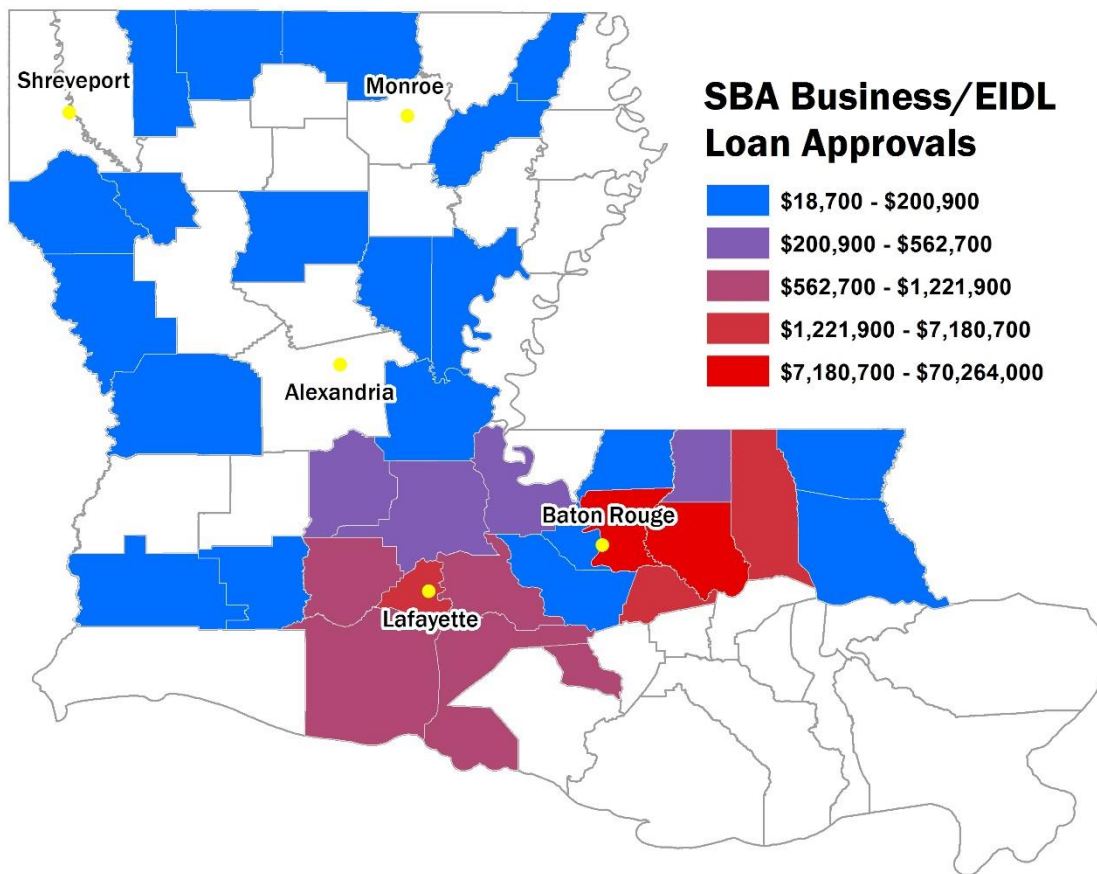 Shreveport
Monroe
SBA Business/EIDL
Loan Approvals
$18,700 - $200,900
$200,900 - $562,700
$562,700 - $1,221,900
$1,221,900 - $7,180,700
$7,180,700 - $70,264,000
Alexandria
Baton Rouge
Lafayette